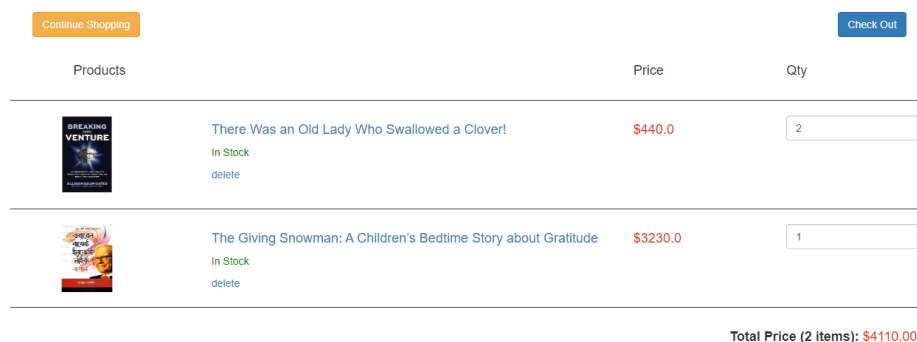 Continue Shopping
Check Out
Products Price Qty
BREAKING
VENTURE
There Was an Old Lady Who Swallowed a Clover! $440.0 2
In Stock
delete
The Giving Snowman: A Children's Bedtime Story about Gratitude $3230.0 1
In Stock
delete
Total Price (2 items): $4110.00